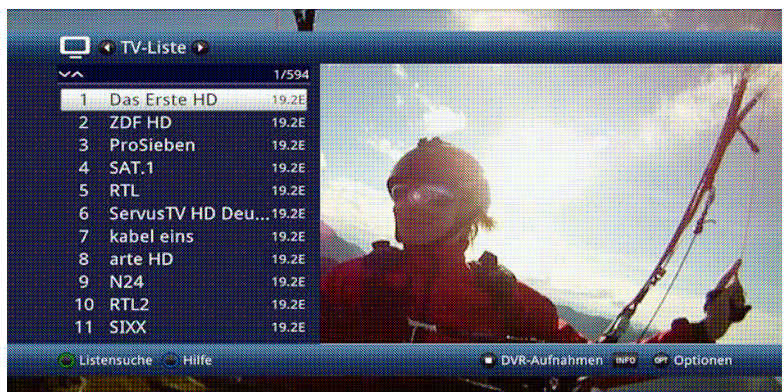 TV-Liste
1/594
1 Das Erste HD 19.2E
2 ZDF HD 19.2E
3 ProSieben 19.2E
4 SAT.1 19.2E
5 RTL 19.2E
6 ServusTV HD Deu... 19.2E
7 kabel eins 19.2E
8 arte HD 19.2E
9 N24 19.2E
10 RTL2 19.2E
11 SIXX 19.2E
Listensuche Hilfe DVR-Aufnahmen INFO OPT Optionen